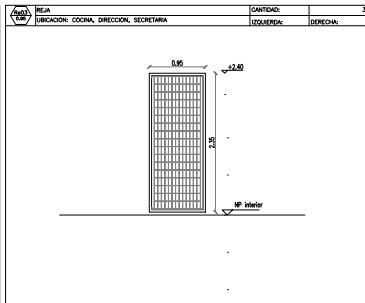 Re03
0.95
REJA
CANTIDAD: 3
UBICACION: COCINA, DIRECCION, SECRETARIA
IZQUIERDA: DERECHA:
0.95
+2.40
2.35
NP interior